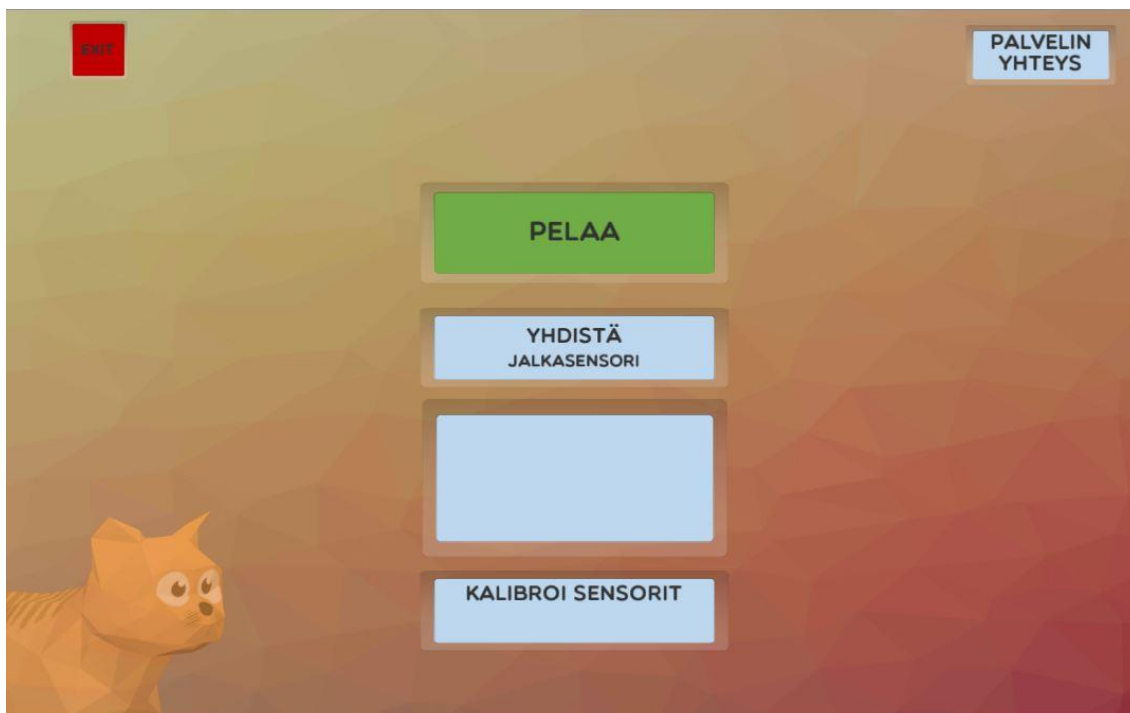 EXIT
PALVELIN
YHTEYS
PELAA
YHDISTÄ
JALKASENSORI
KALIBROI SENSORIT